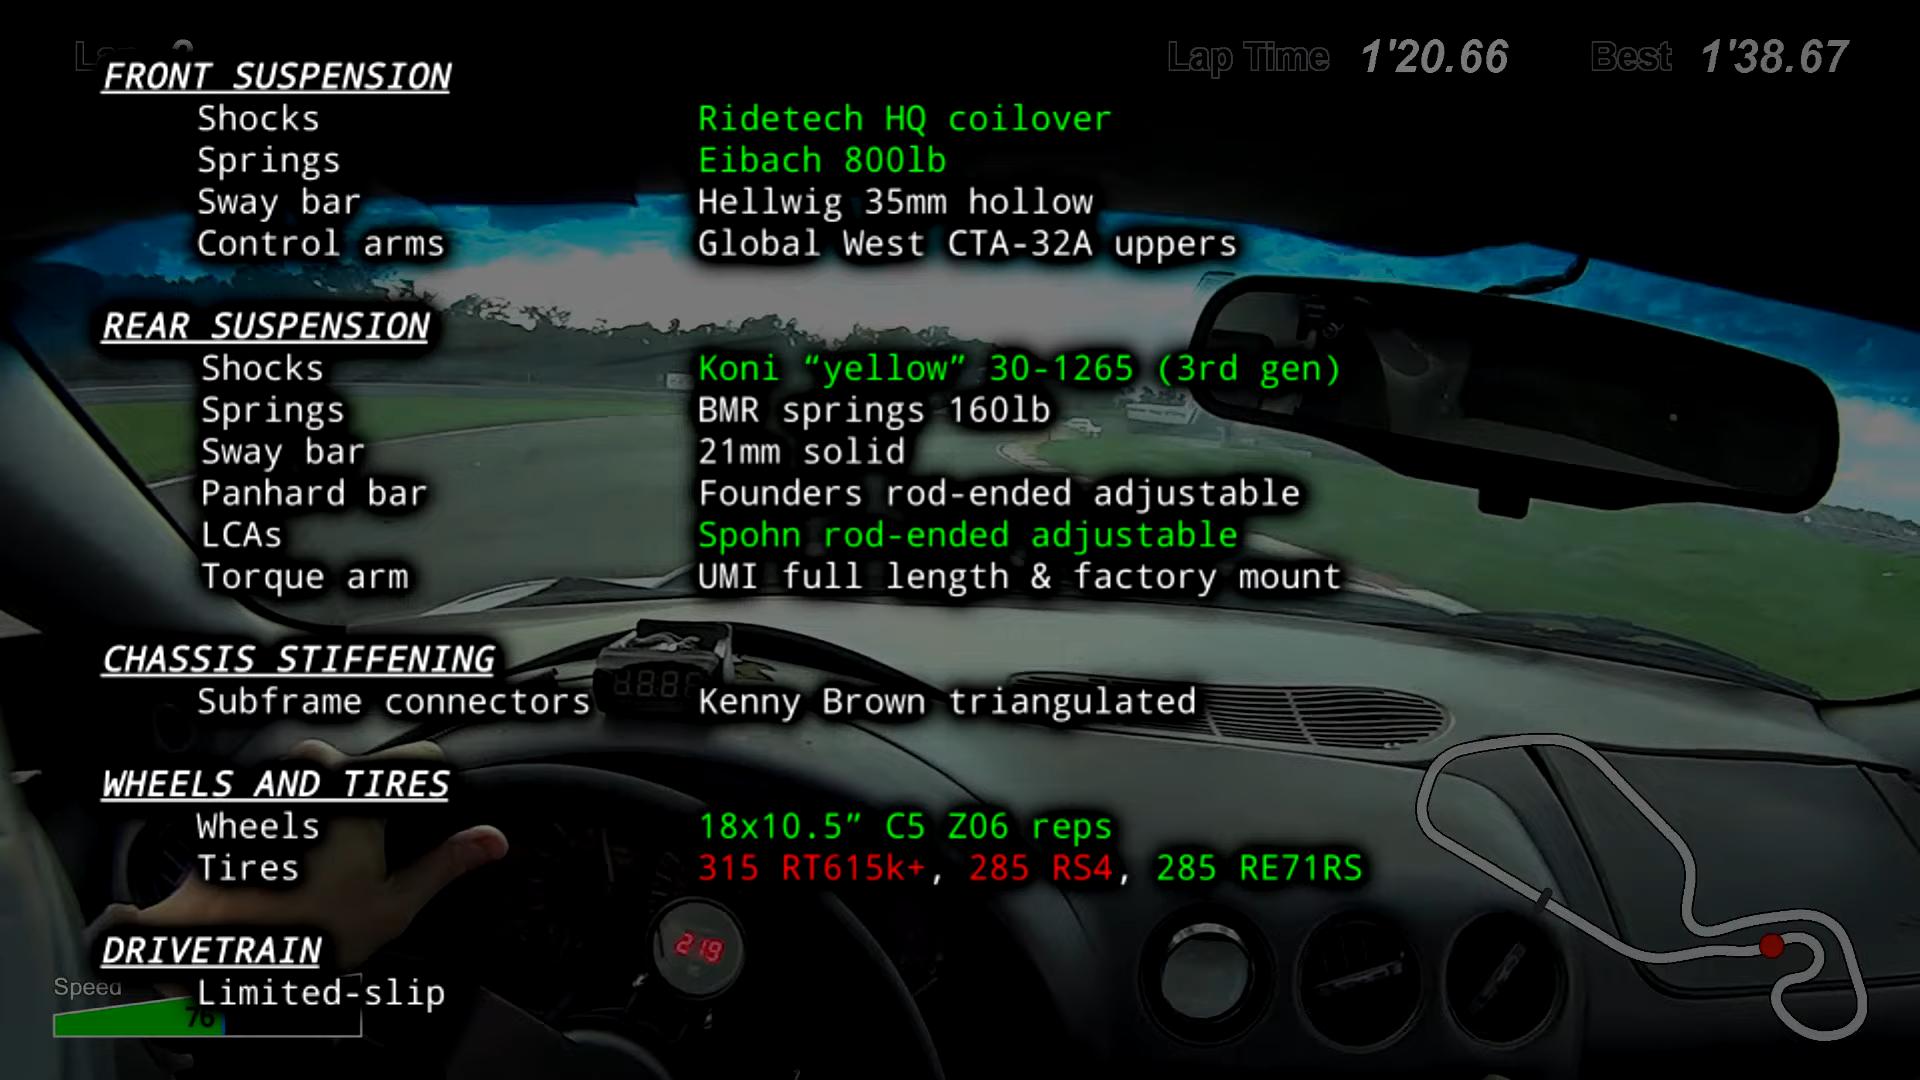 Lap Time 1'20.66 Best 1'38.67
FRONT SUSPENSION
Shocks Ridetech HQ coilover
Springs Eibach 800lb
Sway bar Hellwig 35mm hollow
Control arms Global West CTA-32A uppers
REAR SUSPENSION
Shocks Koni “yellow” 30-1265 (3rd gen)
Springs BMR springs 160lb
Sway bar 21mm solid
Panhard bar Founders rod-ended adjustable
LCAs Spohn rod-ended adjustable
Torque arm UMI full length & factory mount
CHASSIS STIFFENING
Subframe connectors Kenny Brown triangulated
WHEELS AND TIRES
Wheels 18x10.5” C5 Z06 reps
Tires 315 RT615k+, 285 RS4, 285 RE71RS
219
DRIVETRAIN
Speed
Limited-slip
76